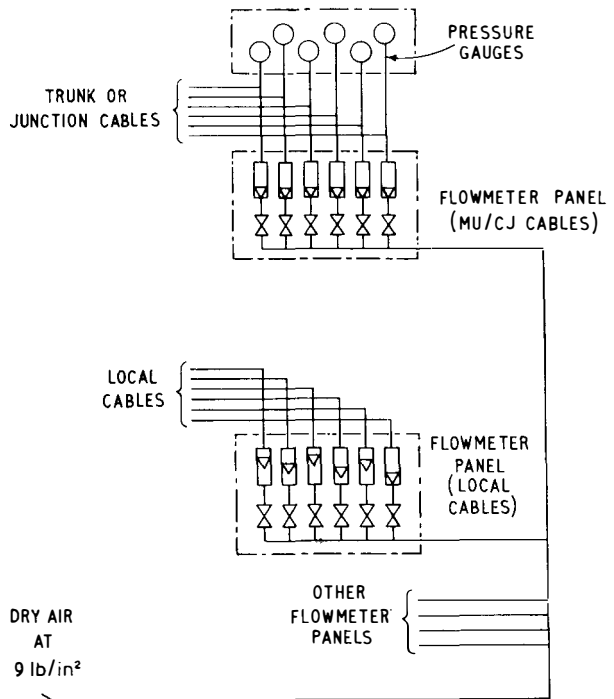 PRESSURE
GAUGES
TRUNK OR
JUNCTION CABLES
FLOWMETER PANEL
(MU/CJ CABLES)
LOCAL
CABLES
FLOWMETER
PANEL
(LOCAL
CABLES)
OTHER
FLOWMETER
PANELS
DRY AIR
AT
9 lb/in²